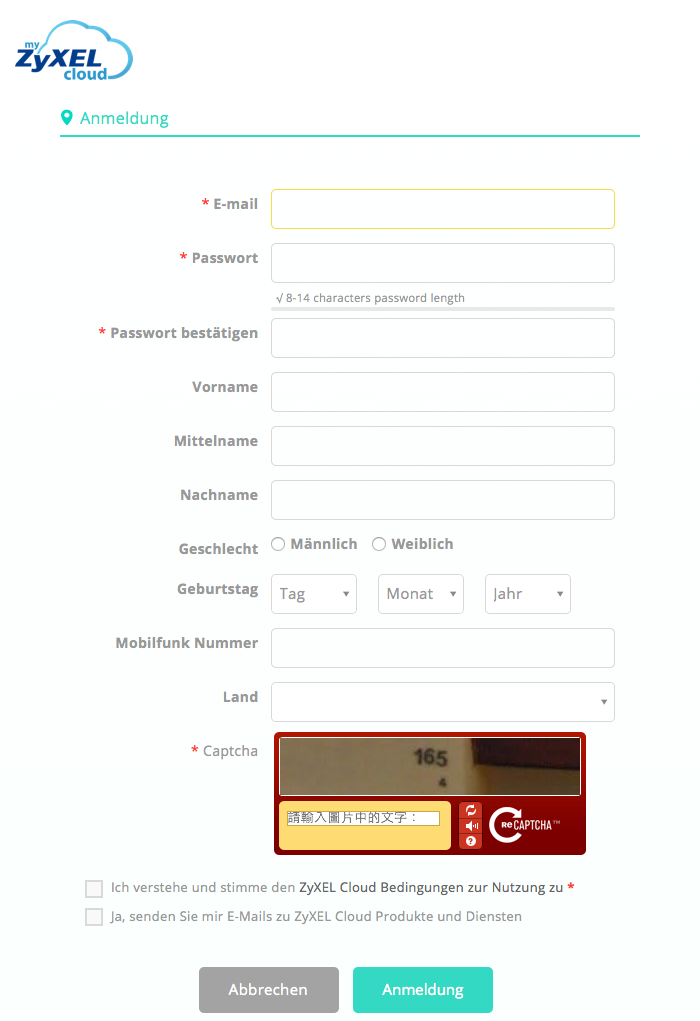 my
ZyXEL
cloud
Anmeldung
* E-mail
* Passwort
√ 8-14 characters password length
* Passwort bestätigen
Vorname
Mittelname
Nachname
Geschlecht Männlich Weiblich
Geburtstag Tag Monat Jahr
Mobilfunk Nummer
Land
* Captcha
165
4
請輸入圖片中的文字：
ReCAPTCHA™
Ich verstehe und stimme den ZyXEL Cloud Bedingungen zur Nutzung zu *
Ja, senden Sie mir E-Mails zu ZyXEL Cloud Produkte und Diensten
Abbrechen Anmeldung